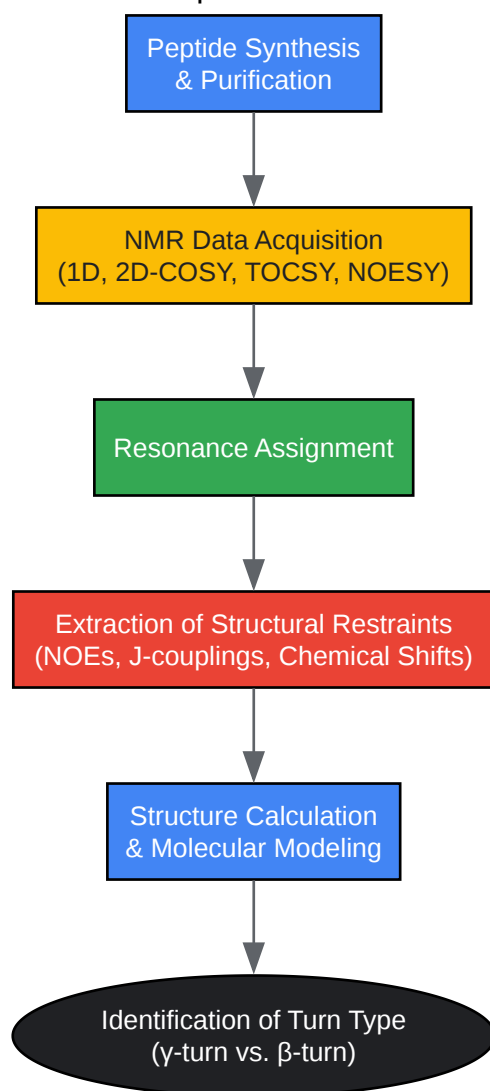 Peptide Synthesis
& Purification
NMR Data Acquisition
(1D, 2D-COSY, TOCSY, NOESY)
Resonance Assignment
Extraction of Structural Restraints
(NOEs, J-couplings, Chemical Shifts)
Structure Calculation
& Molecular Modeling
Identification of Turn Type
(γ-turn vs. β-turn)